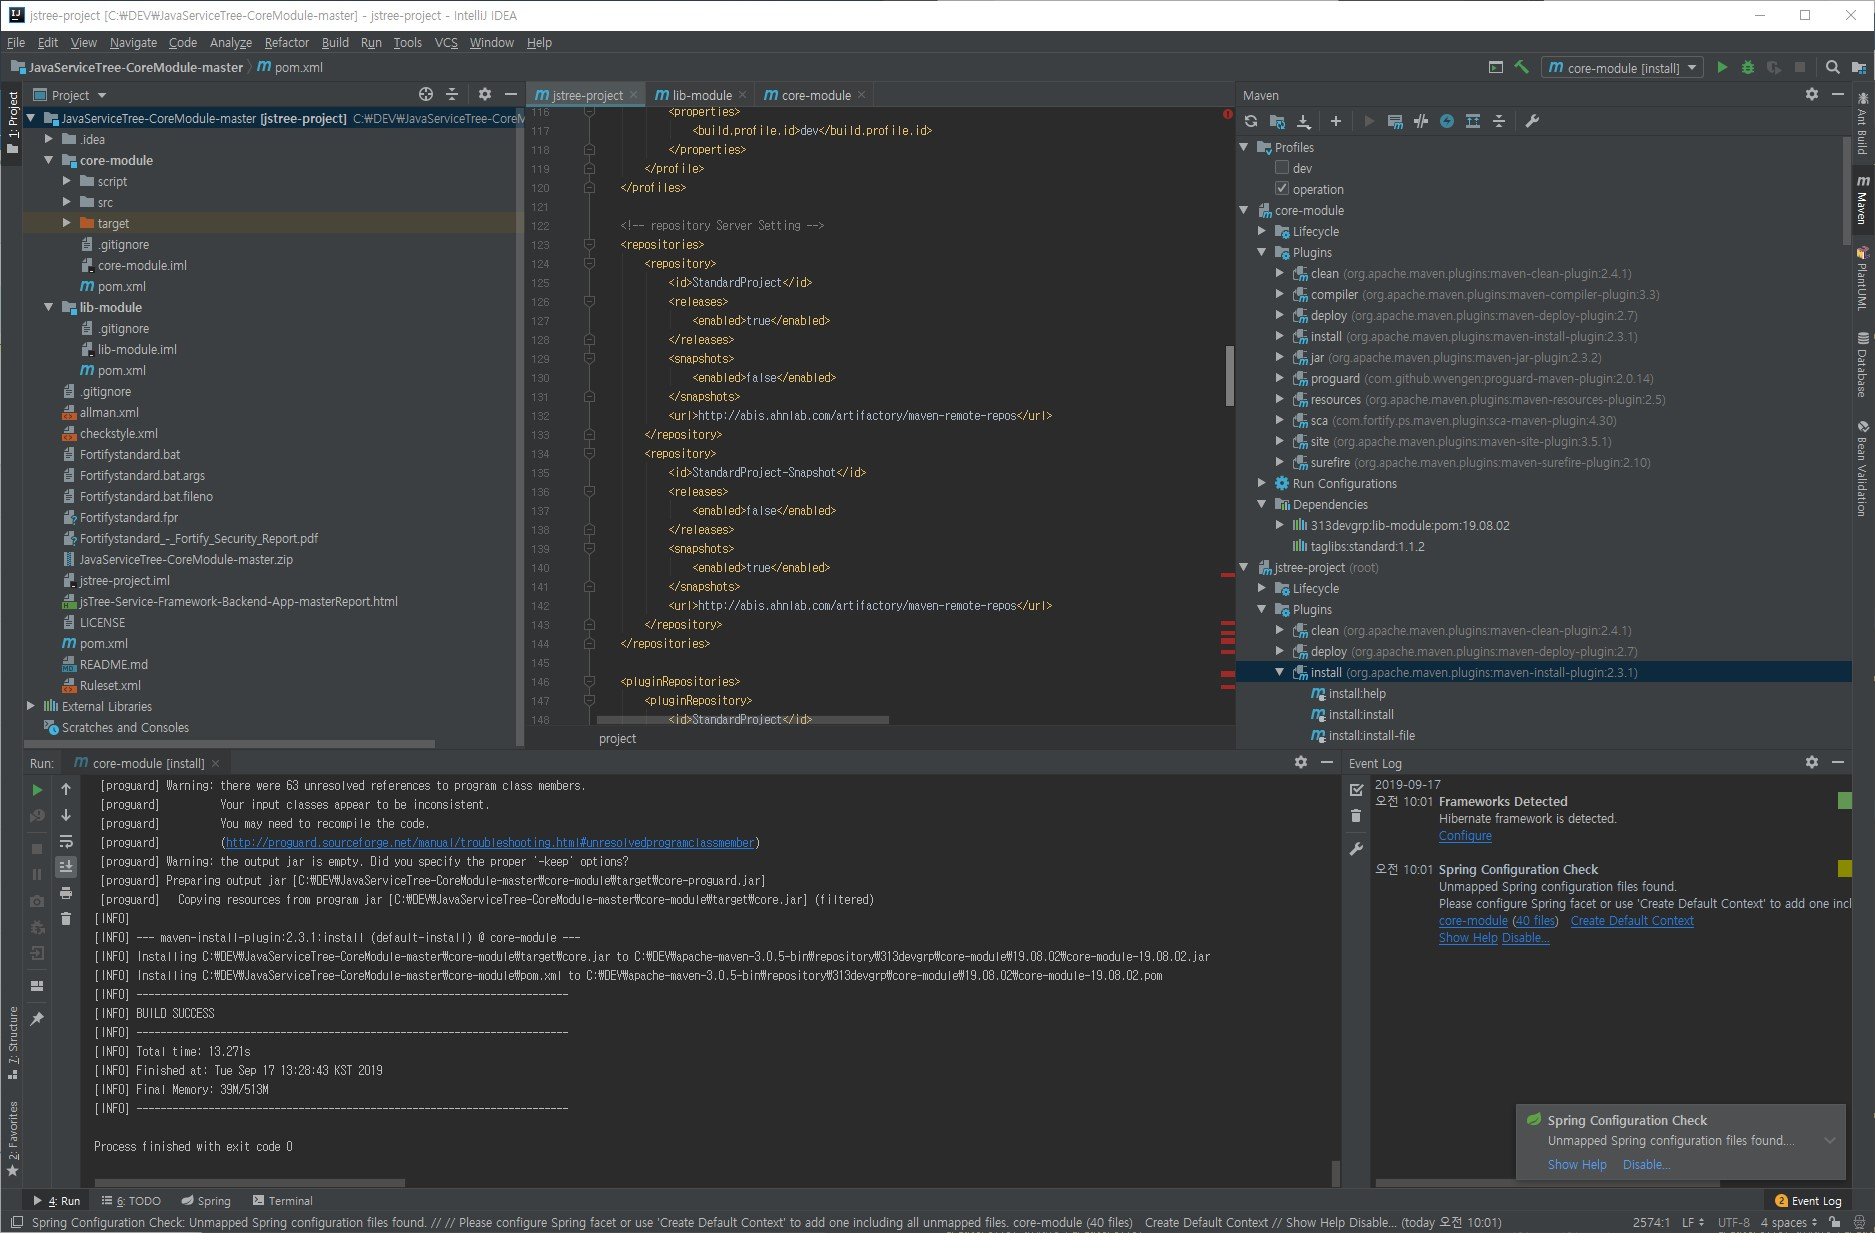 jstree-project [C:₩DEV₩JavaServiceTree-CoreModule-master] - jstree-project - IntelliJ IDEA
File Edit View Navigate Code Analyze Refactor Build Run Tools VCS Window Help
JavaServiceTree-CoreModule-master pom.xml
core-module [install]
1: Project
Project
JavaServiceTree-CoreModule-master [jstree-project] C:₩DEV₩JavaServiceTree-CoreM
.idea
core-module
script
src
target
.gitignore
core-module.iml
pom.xml
lib-module
.gitignore
lib-module.iml
pom.xml
.gitignore
allman.xml
checkstyle.xml
Fortifystandard.bat
Fortifystandard.bat.args
Fortifystandard.bat.fileno
Fortifystandard.fpr
Fortifystandard_-_Fortify_Security_Report.pdf
JavaServiceTree-CoreModule-master.zip
jstree-project.iml
jsTree-Service-Framework-Backend-App-masterReport.html
LICENSE
pom.xml
README.md
Ruleset.xml
External Libraries
Scratches and Consoles
jstree-project lib-module core-module
116 <properties>
117 <build.profile.id>dev</build.profile.id>
118 </properties>
119 </profile>
120 </profiles>
121
122 <!-- repository Server Setting -->
123 <repositories>
124 <repository>
125 <id>StandardProject</id>
126 <releases>
127 <enabled>true</enabled>
128 </releases>
129 <snapshots>
130 <enabled>false</enabled>
131 </snapshots>
132 <url>http://abis.ahnlab.com/artifactory/maven-remote-repos</url>
133 </repository>
134 <repository>
135 <id>StandardProject-Snapshot</id>
136 <releases>
137 <enabled>false</enabled>
138 </releases>
139 <snapshots>
140 <enabled>true</enabled>
141 </snapshots>
142 <url>http://abis.ahnlab.com/artifactory/maven-remote-repos</url>
143 </repository>
144 </repositories>
145
146 <pluginRepositories>
147 <pluginRepository>
148 <id>StandardProject</id>
project
Maven
Profiles
dev
operation
core-module
Lifecycle
Plugins
clean (org.apache.maven.plugins:maven-clean-plugin:2.4.1)
compiler (org.apache.maven.plugins:maven-compiler-plugin:3.3)
deploy (org.apache.maven.plugins:maven-deploy-plugin:2.7)
install (org.apache.maven.plugins:maven-install-plugin:2.3.1)
jar (org.apache.maven.plugins:maven-jar-plugin:2.3.2)
proguard (com.github.wvengen:proguard-maven-plugin:2.0.14)
resources (org.apache.maven.plugins:maven-resources-plugin:2.5)
sca (com.fortify.ps.maven.plugin:sca-maven-plugin:4.30)
site (org.apache.maven.plugins:maven-site-plugin:3.5.1)
surefire (org.apache.maven.plugins:maven-surefire-plugin:2.10)
Run Configurations
Dependencies
313devgrp:lib-module:pom:19.08.02
taglibs:standard:1.1.2
jstree-project (root)
Lifecycle
Plugins
clean (org.apache.maven.plugins:maven-clean-plugin:2.4.1)
deploy (org.apache.maven.plugins:maven-deploy-plugin:2.7)
install (org.apache.maven.plugins:maven-install-plugin:2.3.1)
install:help
install:install
install:install-file
Ant Build
Maven
PlantUML
Database
Bean Validation
Run: core-module [install]
[proguard] Warning: there were 63 unresolved references to program class members.
[proguard] Your input classes appear to be inconsistent.
[proguard] You may need to recompile the code.
[proguard] (http://proguard.sourceforge.net/manual/troubleshooting.html#unresolvedprogramclassmember)
[proguard] Warning: the output jar is empty. Did you specify the proper '-keep' options?
[proguard] Preparing output jar [C:₩DEV₩JavaServiceTree-CoreModule-master₩core-module₩target₩core-proguard.jar]
[proguard] Copying resources from program jar [C:₩DEV₩JavaServiceTree-CoreModule-master₩core-module₩target₩core.jar] (filtered)
[INFO]
[INFO] --- maven-install-plugin:2.3.1:install (default-install) @ core-module ---
[INFO] Installing C:₩DEV₩JavaServiceTree-CoreModule-master₩core-module₩target₩core.jar to C:₩DEV₩apache-maven-3.0.5-bin₩repository₩313devgrp₩core-module₩19.08.02₩core-module-19.08.02.jar
[INFO] Installing C:₩DEV₩JavaServiceTree-CoreModule-master₩core-module₩pom.xml to C:₩DEV₩apache-maven-3.0.5-bin₩repository₩313devgrp₩core-module₩19.08.02₩core-module-19.08.02.pom
[INFO] ------------------------------------------------------------------------
[INFO] BUILD SUCCESS
[INFO] ------------------------------------------------------------------------
[INFO] Total time: 13.271s
[INFO] Finished at: Tue Sep 17 13:28:43 KST 2019
[INFO] Final Memory: 39M/513M
[INFO] ------------------------------------------------------------------------
Process finished with exit code 0
7: Structure
2: Favorites
Event Log
2019-09-17
오전 10:01 Frameworks Detected
Hibernate framework is detected.
Configure
오전 10:01 Spring Configuration Check
Unmapped Spring configuration files found.
Please configure Spring facet or use 'Create Default Context' to add one incl
core-module (40 files) Create Default Context
Show Help Disable...
Spring Configuration Check
Unmapped Spring configuration files found....
Show Help Disable...
4: Run 6: TODO Spring Terminal
2 Event Log
Spring Configuration Check: Unmapped Spring configuration files found. // // Please configure Spring facet or use 'Create Default Context' to add one including all unmapped files. core-module (40 files) Create Default Context // Show Help Disable... (today 오전 10:01)
2574:1 LF UTF-8 4 spaces